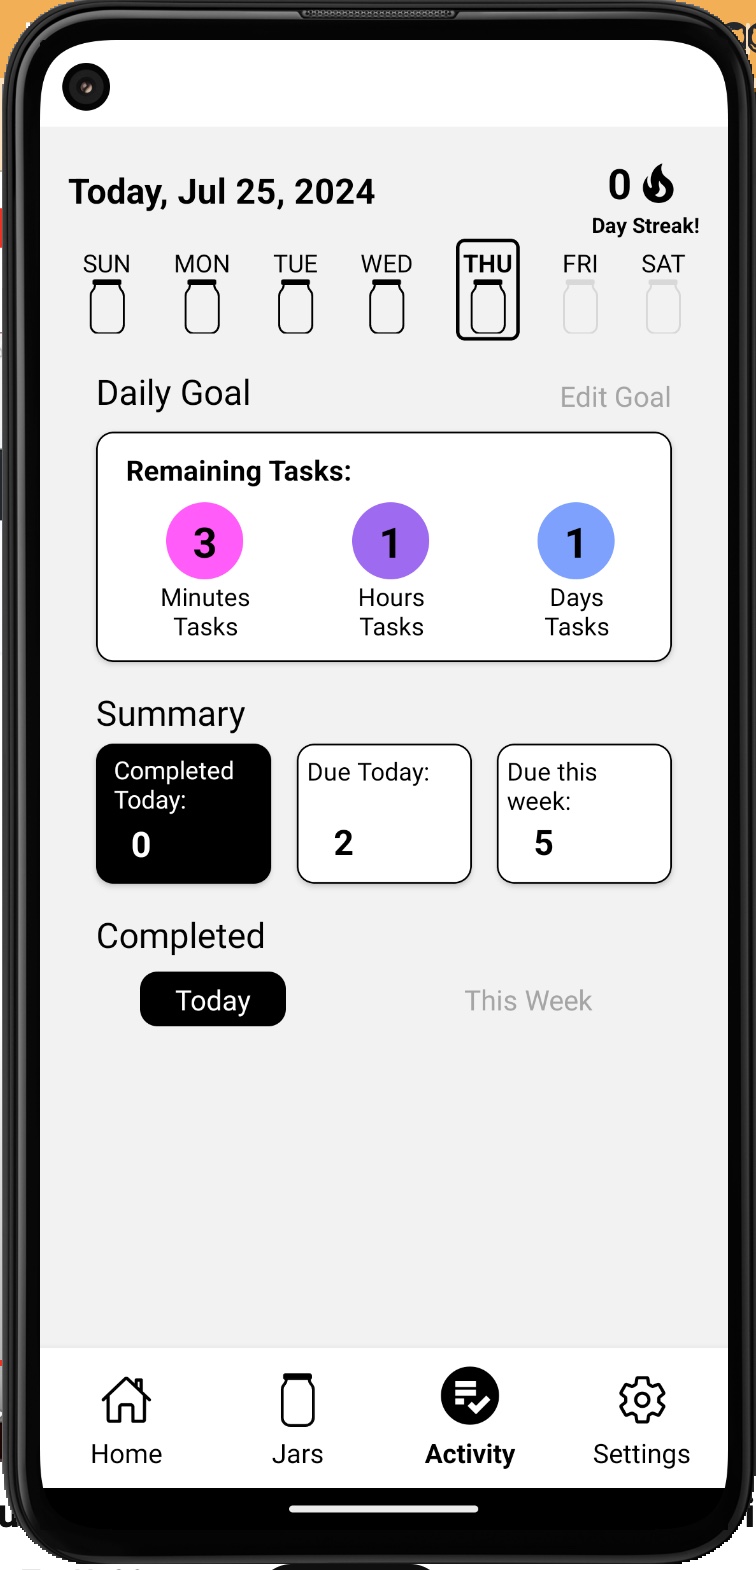 Today, Jul 25, 2024
0
Day Streak!
SUN MON TUE WED THU FRI SAT
Daily Goal
Edit Goal
Remaining Tasks:
3 1 1
Minutes Hours Days
Tasks Tasks Tasks
Summary
Completed
Today:
0
Due Today:
2
Due this
week:
5
Completed
Today This Week
Home Jars Activity Settings